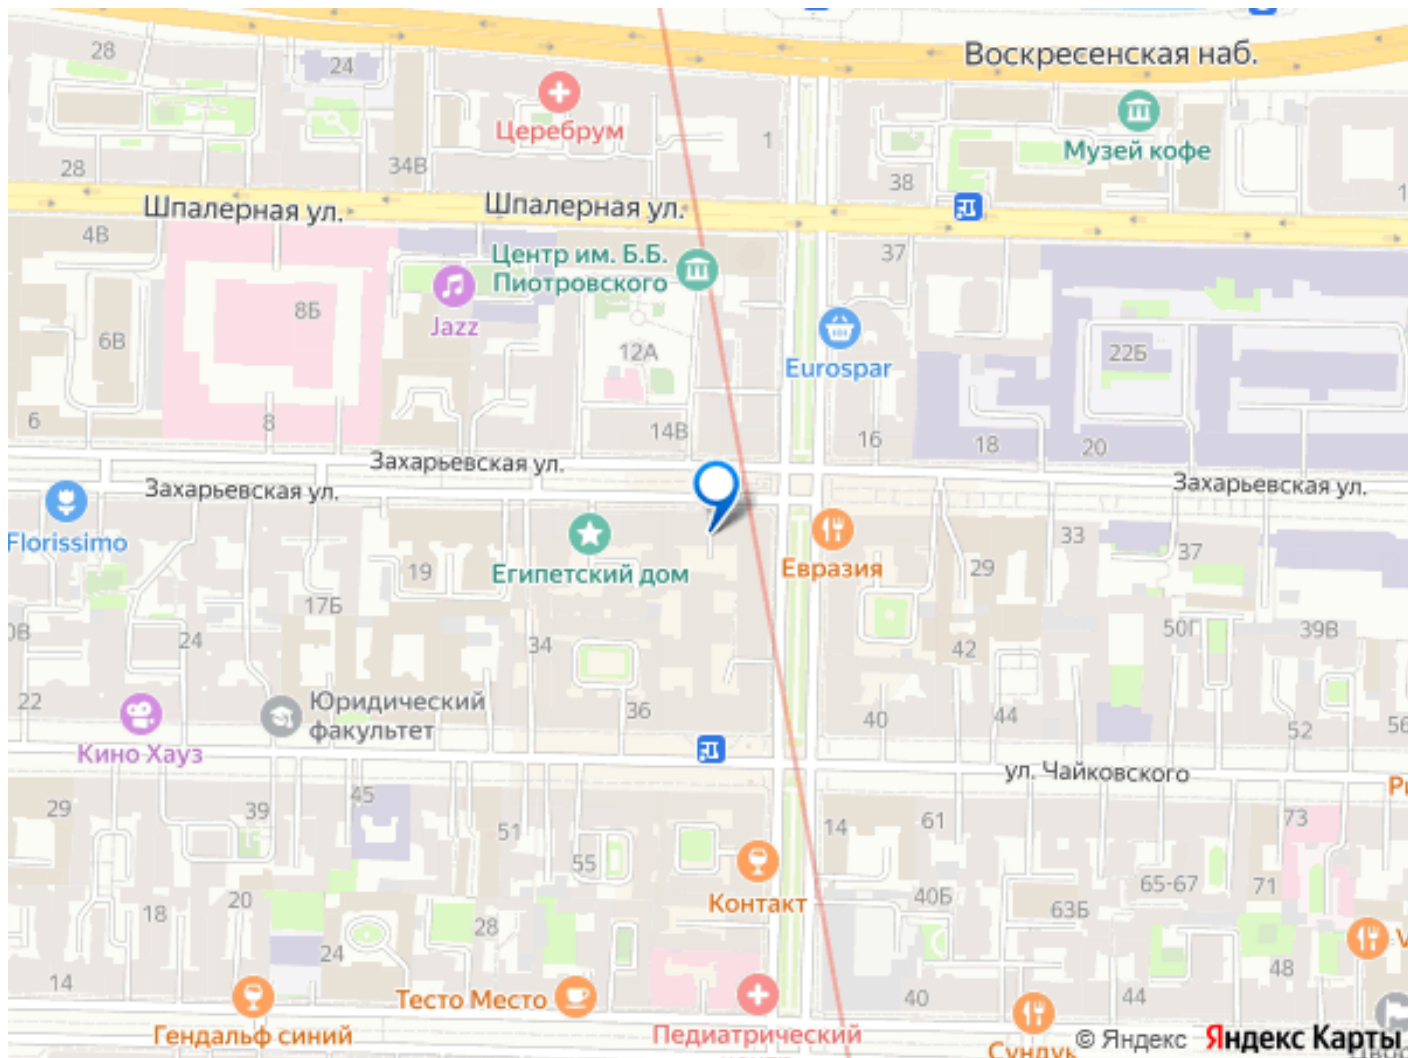 Воскресенская наб.
28
24
Церебрум
1
Музей кофе
28
34В
38
Шпалерная ул.
Шпалерная ул.
4В
Центр им. Б.Б.
Пиотровского
37
8Б
Jazz
6В
12А
Eurospar
22Б
6
8
14В
16
18
20
Захарьевская ул.
Захарьевская ул.
Захарьевская ул.
Florissimo
Египетский дом
Евразия
33
37
19
29
17Б
24
34
42
50Г
39В
22
Юридический
факультет
36
40
44
52
56
Кино Хауз
ул. Чайковского
29
39
45
51
55
14
61
73
Контакт
65-67
71
40Б
63Б
18
20
28
24
14
48
44
40
Тесто Место
Гендальф синий
Педиатрический
Сундук
© Яндекс Яндекс Карты